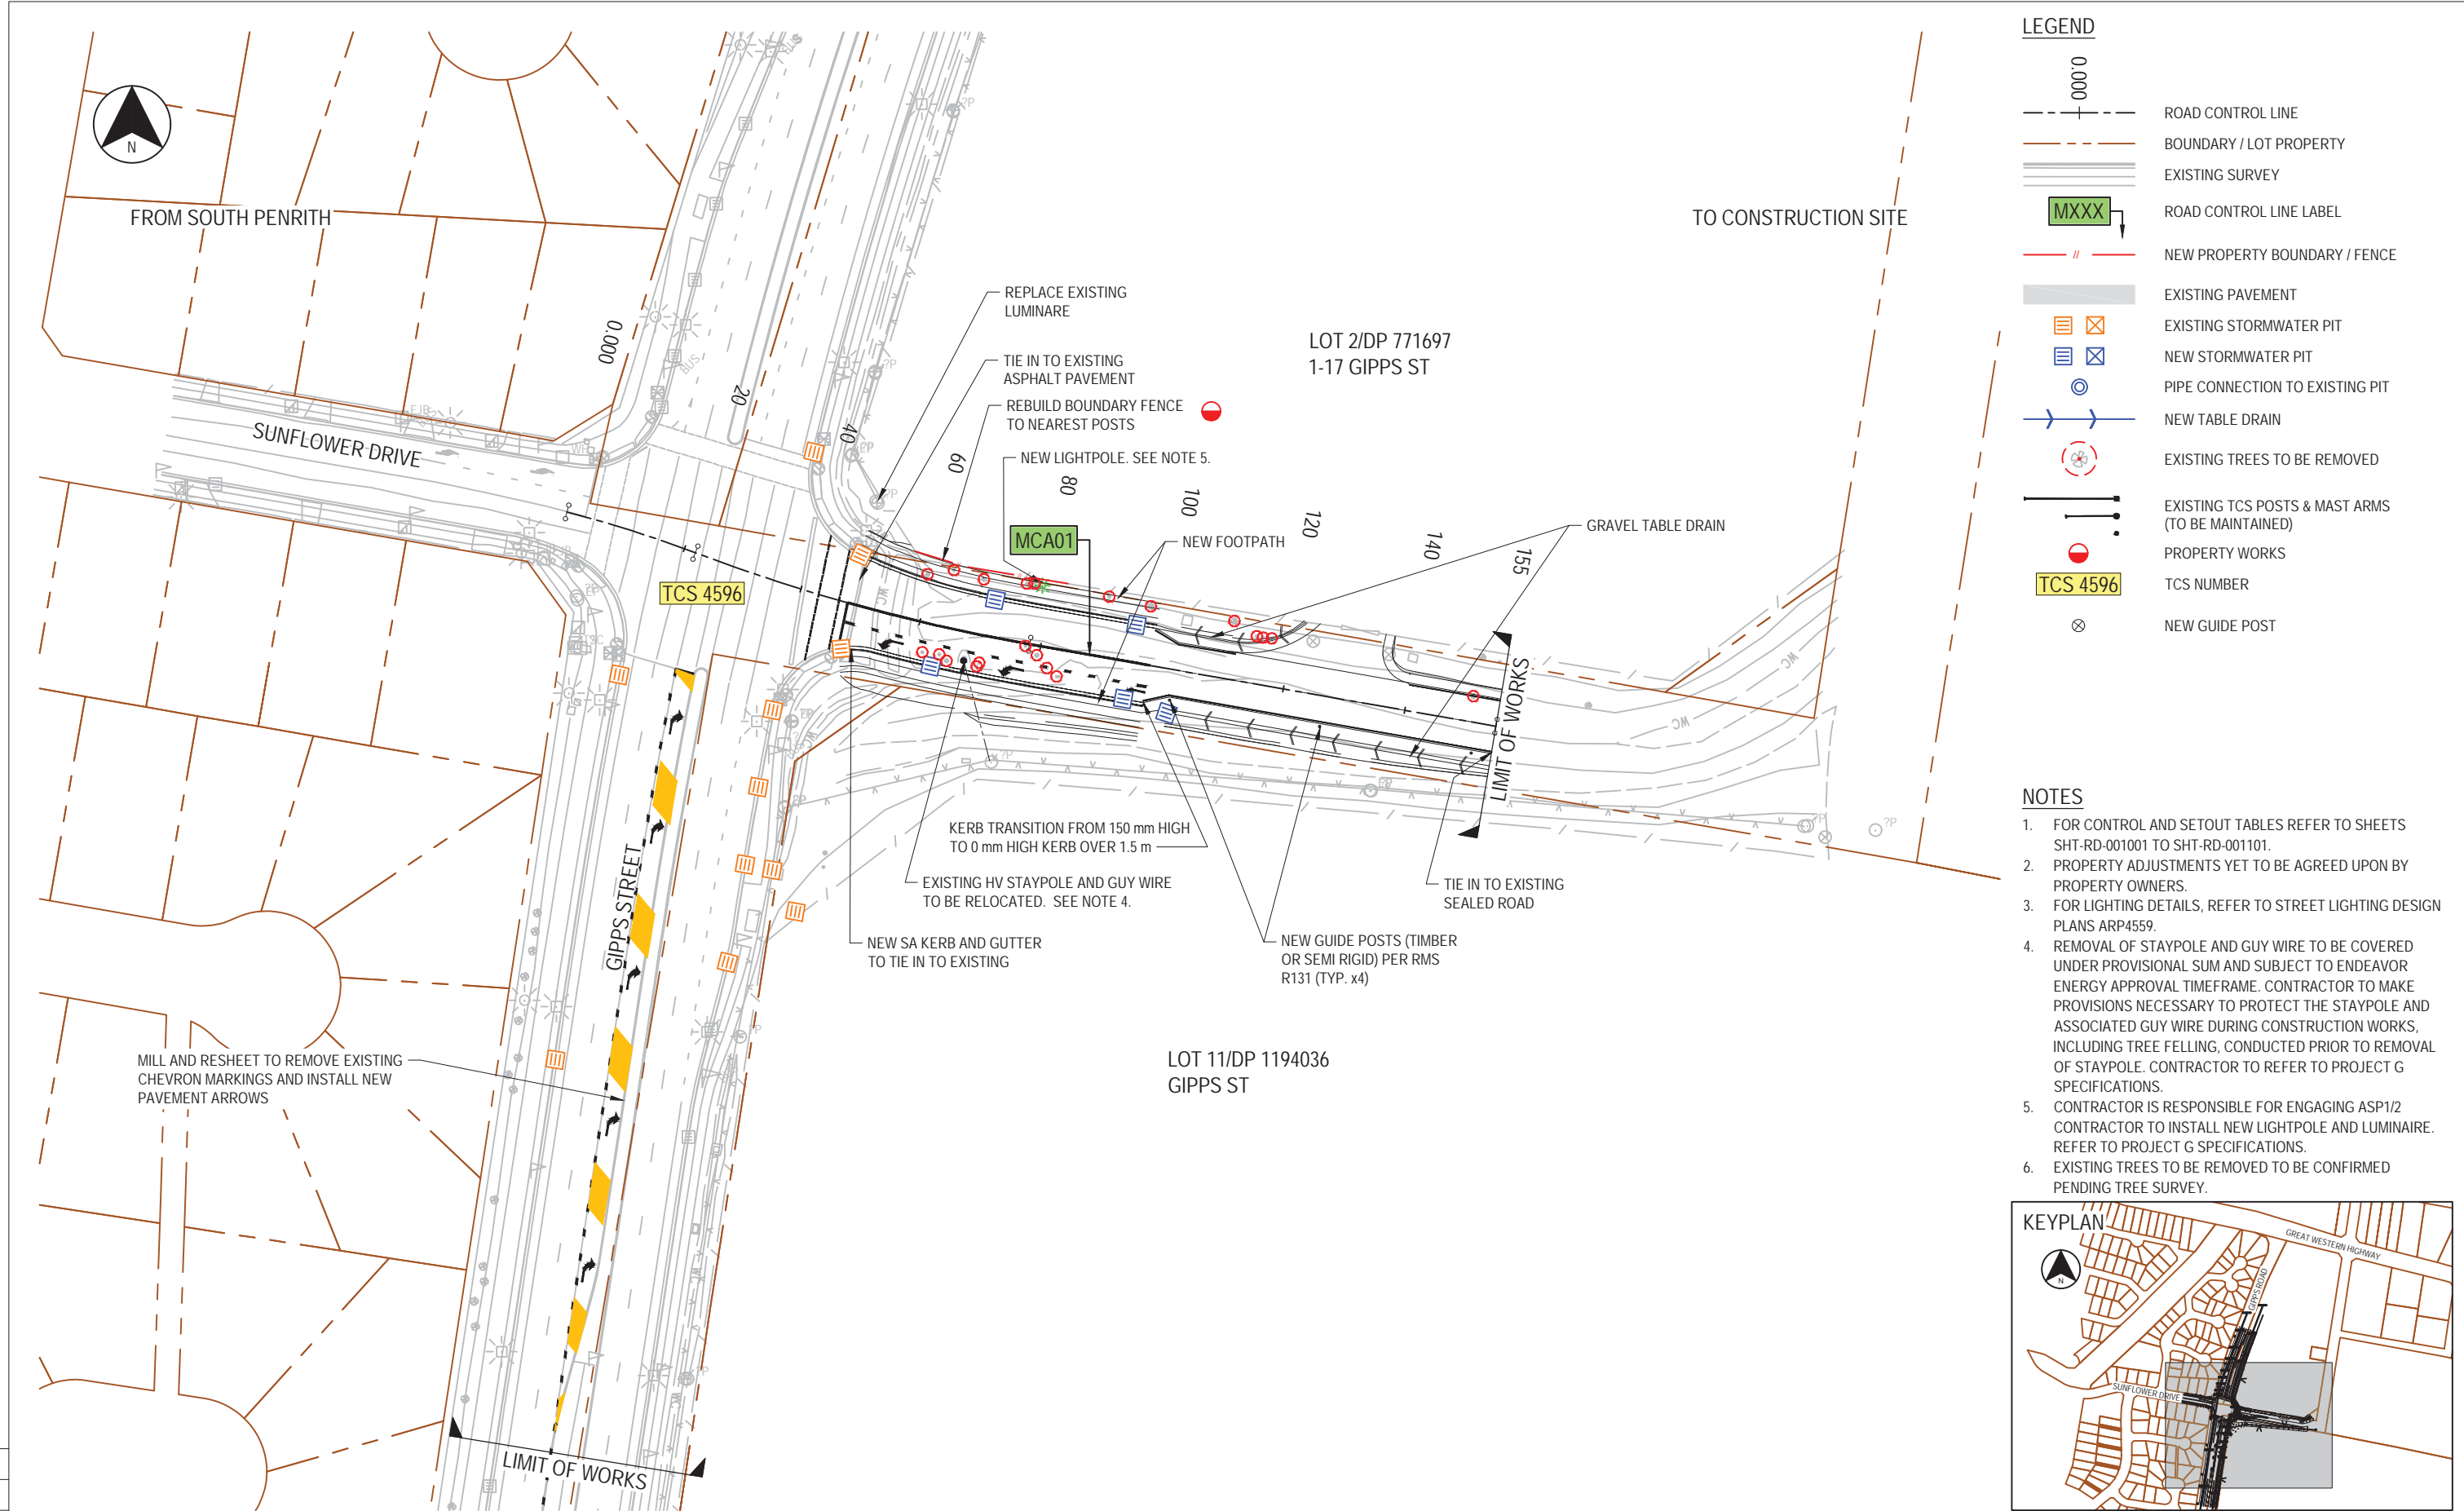 FROM SOUTH PENRITH
TO CONSTRUCTION SITE
N
SUNFLOWER DRIVE
GIPPS STREET
0.000
20
40
60
80
100
120
140
155
REPLACE EXISTING
LUMINARE
TIE IN TO EXISTING
ASPHALT PAVEMENT
REBUILD BOUNDARY FENCE
TO NEAREST POSTS
NEW LIGHTPOLE. SEE NOTE 5.
LOT 2/DP 771697
1-17 GIPPS ST
MCA01
NEW FOOTPATH
GRAVEL TABLE DRAIN
TCS 4596
LIMIT OF WORKS
KERB TRANSITION FROM 150 mm HIGH
TO 0 mm HIGH KERB OVER 1.5 m
EXISTING HV STAYPOLE AND GUY WIRE
TO BE RELOCATED. SEE NOTE 4.
NEW SA KERB AND GUTTER
TO TIE IN TO EXISTING
TIE IN TO EXISTING
SEALED ROAD
NEW GUIDE POSTS (TIMBER
OR SEMI RIGID) PER RMS
R131 (TYP. x4)
LOT 11/DP 1194036
GIPPS ST
MILL AND RESHEET TO REMOVE EXISTING
CHEVRON MARKINGS AND INSTALL NEW
PAVEMENT ARROWS
LIMIT OF WORKS
BUS
BUS
WC
WC
WC
WC
WC
WC
?P
?P
?P
?P
?P
?P
?P
LEGEND
0.000
ROAD CONTROL LINE
BOUNDARY / LOT PROPERTY
EXISTING SURVEY
MXXX
ROAD CONTROL LINE LABEL
NEW PROPERTY BOUNDARY / FENCE
EXISTING PAVEMENT
EXISTING STORMWATER PIT
NEW STORMWATER PIT
PIPE CONNECTION TO EXISTING PIT
NEW TABLE DRAIN
EXISTING TREES TO BE REMOVED
EXISTING TCS POSTS & MAST ARMS
(TO BE MAINTAINED)
PROPERTY WORKS
TCS 4596
TCS NUMBER
NEW GUIDE POST
NOTES
1. FOR CONTROL AND SETOUT TABLES REFER TO SHEETS
SHT-RD-001001 TO SHT-RD-001101.
2. PROPERTY ADJUSTMENTS YET TO BE AGREED UPON BY
PROPERTY OWNERS.
3. FOR LIGHTING DETAILS, REFER TO STREET LIGHTING DESIGN
PLANS ARP4559.
4. REMOVAL OF STAYPOLE AND GUY WIRE TO BE COVERED
UNDER PROVISIONAL SUM AND SUBJECT TO ENDEAVOR
ENERGY APPROVAL TIMEFRAME. CONTRACTOR TO MAKE
PROVISIONS NECESSARY TO PROTECT THE STAYPOLE AND
ASSOCIATED GUY WIRE DURING CONSTRUCTION WORKS,
INCLUDING TREE FELLING, CONDUCTED PRIOR TO REMOVAL
OF STAYPOLE. CONTRACTOR TO REFER TO PROJECT G
SPECIFICATIONS.
5. CONTRACTOR IS RESPONSIBLE FOR ENGAGING ASP1/2
CONTRACTOR TO INSTALL NEW LIGHTPOLE AND LUMINAIRE.
REFER TO PROJECT G SPECIFICATIONS.
6. EXISTING TREES TO BE REMOVED TO BE CONFIRMED
PENDING TREE SURVEY.
KEYPLAN
N
GREAT WESTERN HIGHWAY
GIPPS ROAD
SUNFLOWER DRIVE